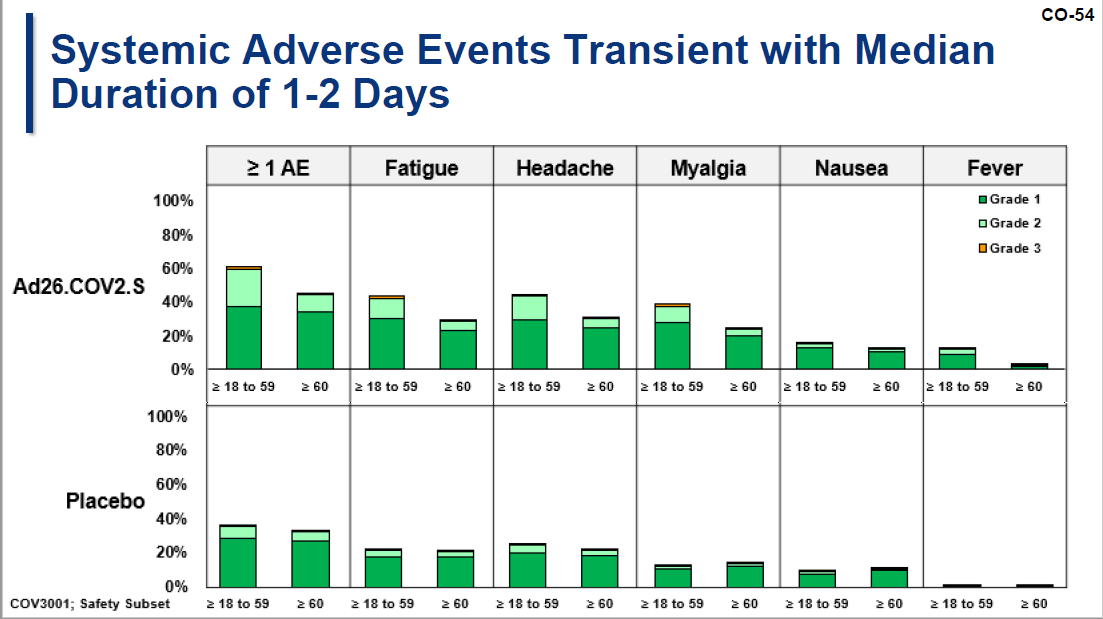 CO-54
Systemic Adverse Events Transient with Median
Duration of 1-2 Days
≥ 1 AE Fatigue Headache Myalgia Nausea Fever
Ad26.COV2.S
100%
80%
60%
40%
20%
0%
Grade 1
Grade 2
Grade 3
≥ 18 to 59 ≥ 60 ≥ 18 to 59 ≥ 60 ≥ 18 to 59 ≥ 60 ≥ 18 to 59 ≥ 60 ≥ 18 to 59 ≥ 60 ≥ 18 to 59 ≥ 60
Placebo
100%
80%
60%
40%
20%
0%
≥ 18 to 59 ≥ 60 ≥ 18 to 59 ≥ 60 ≥ 18 to 59 ≥ 60 ≥ 18 to 59 ≥ 60 ≥ 18 to 59 ≥ 60 ≥ 18 to 59 ≥ 60
COV3001; Safety Subset